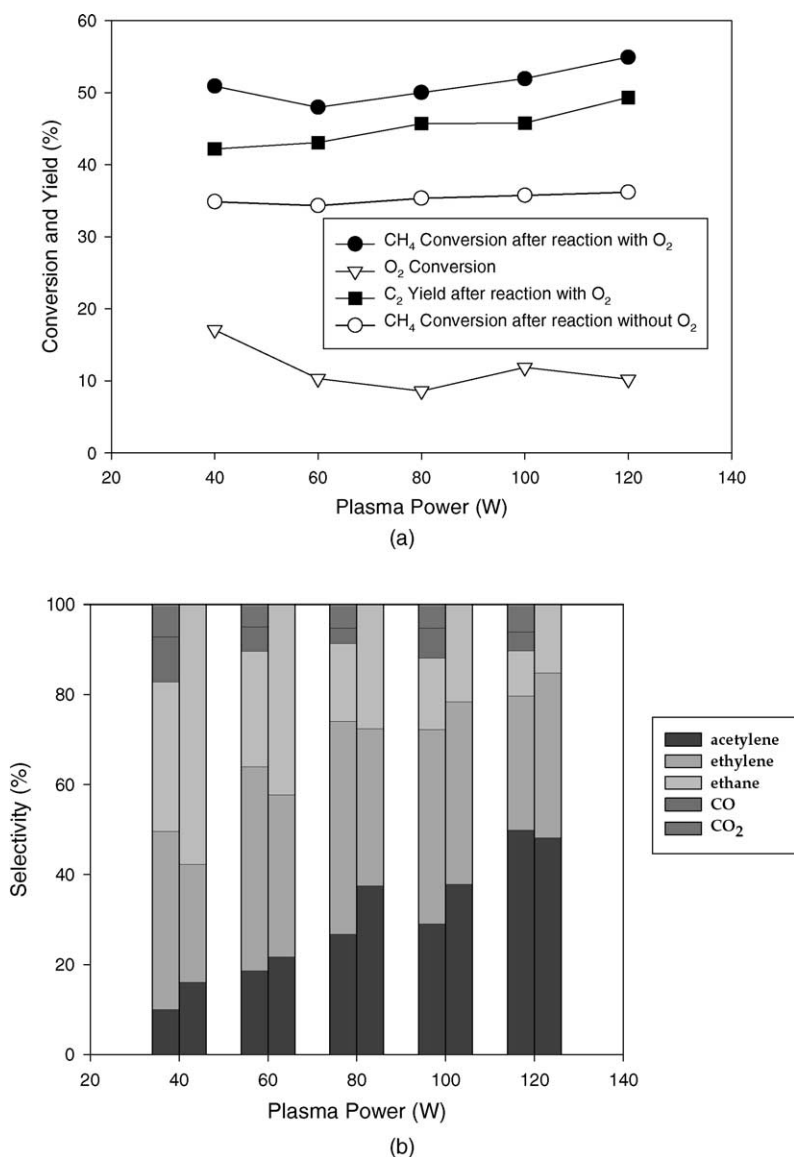 60
50
40
30
20
10
0
Conversion and Yield (%)
CH₄ Conversion after reaction with O₂
O₂ Conversion
C₂ Yield after reaction with O₂
CH₄ Conversion after reaction without O₂
20 40 60 80 100 120 140
Plasma Power (W)
(a)
100
80
60
40
20
0
Selectivity (%)
acetylene
ethylene
ethane
CO
CO₂
20 40 60 80 100 120 140
Plasma Power (W)
(b)